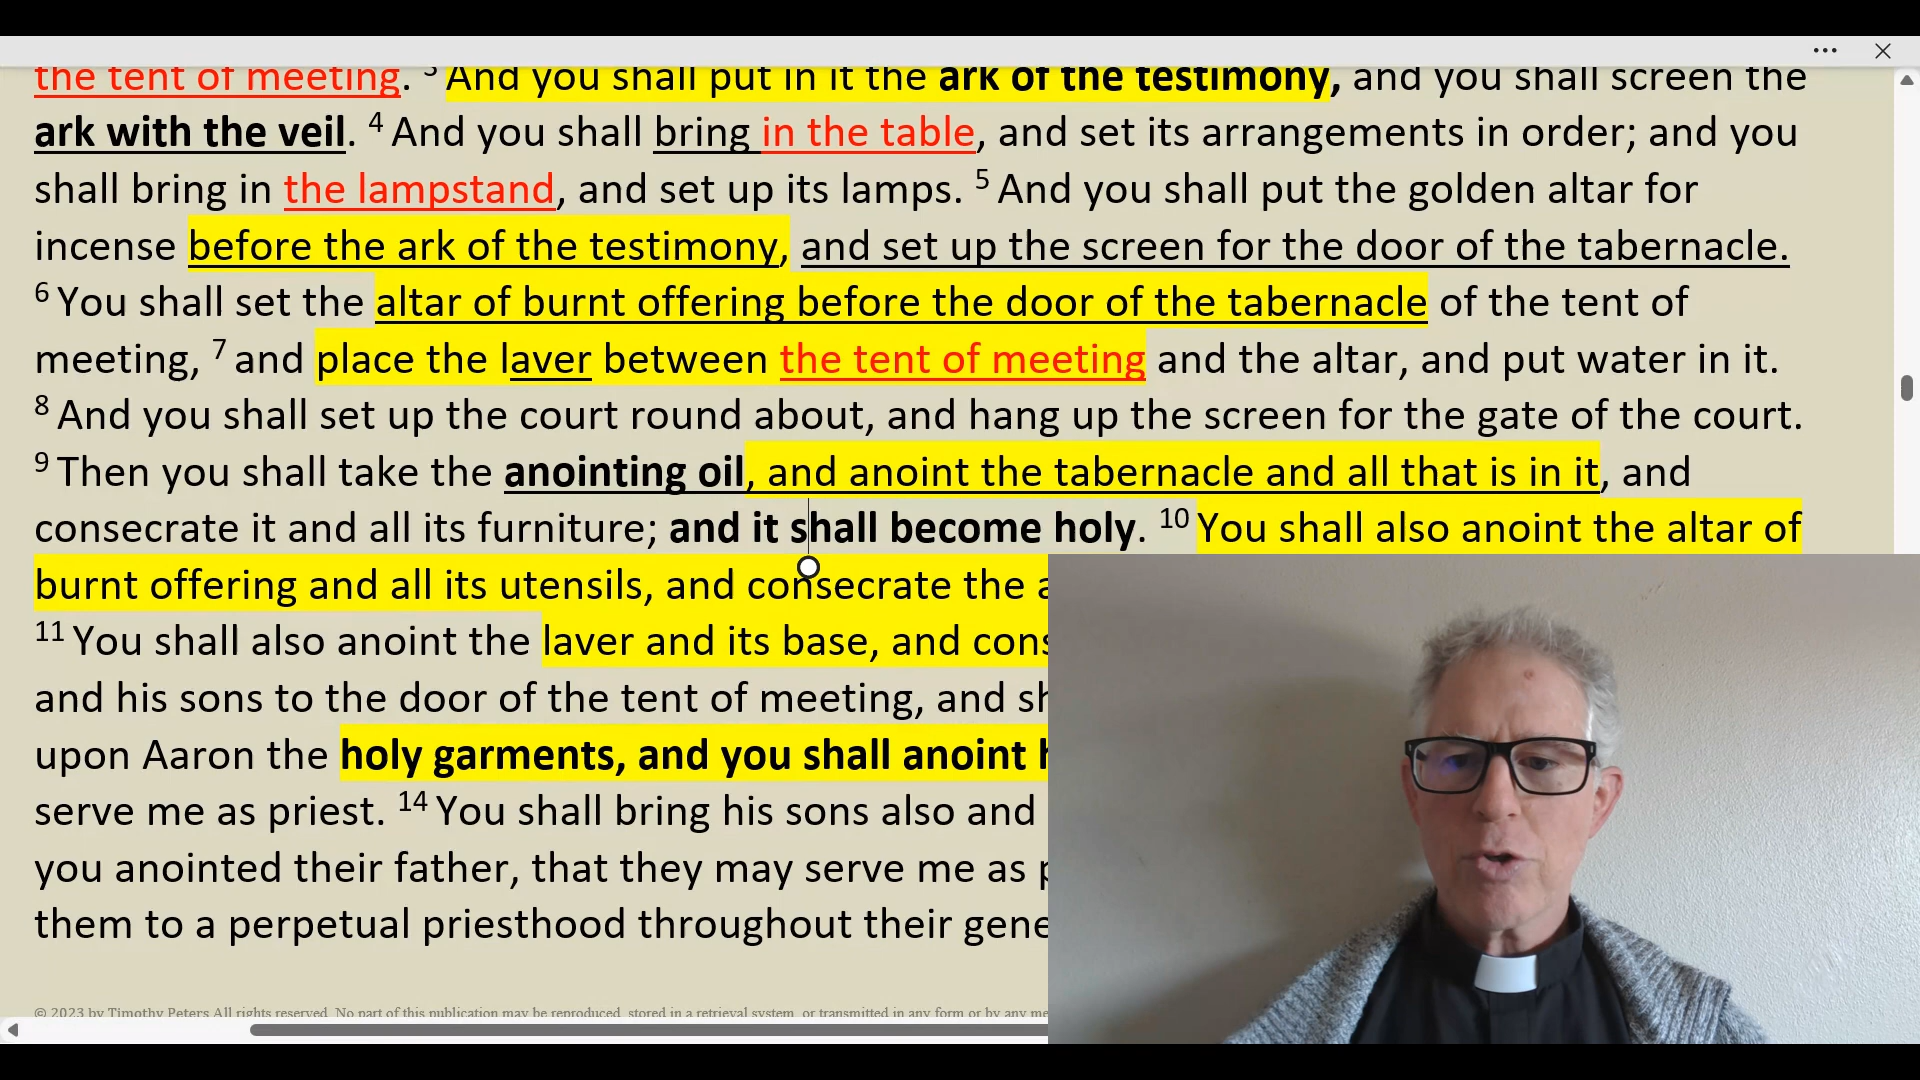 the tent of meeting. 3 And you shall put in it the ark of the testimony, and you shall screen the
ark with the veil. 4 And you shall bring in the table, and set its arrangements in order; and you
shall bring in the lampstand, and set up its lamps. 5 And you shall put the golden altar for
incense before the ark of the testimony, and set up the screen for the door of the tabernacle.
6 You shall set the altar of burnt offering before the door of the tabernacle of the tent of
meeting, 7 and place the laver between the tent of meeting and the altar, and put water in it.
8 And you shall set up the court round about, and hang up the screen for the gate of the court.
9 Then you shall take the anointing oil, and anoint the tabernacle and all that is in it, and
consecrate it and all its furniture; and it shall become holy. 10 You shall also anoint the altar of
burnt offering and all its utensils, and consecrate the a
11 You shall also anoint the laver and its base, and cons
and his sons to the door of the tent of meeting, and sh
upon Aaron the holy garments, and you shall anoint h
serve me as priest. 14 You shall bring his sons also and
you anointed their father, that they may serve me as p
them to a perpetual priesthood throughout their gene
© 2023 by Timothy Peters All rights reserved. No part of this publication may be reproduced, stored in a retrieval system, or transmitted in any form or by any me